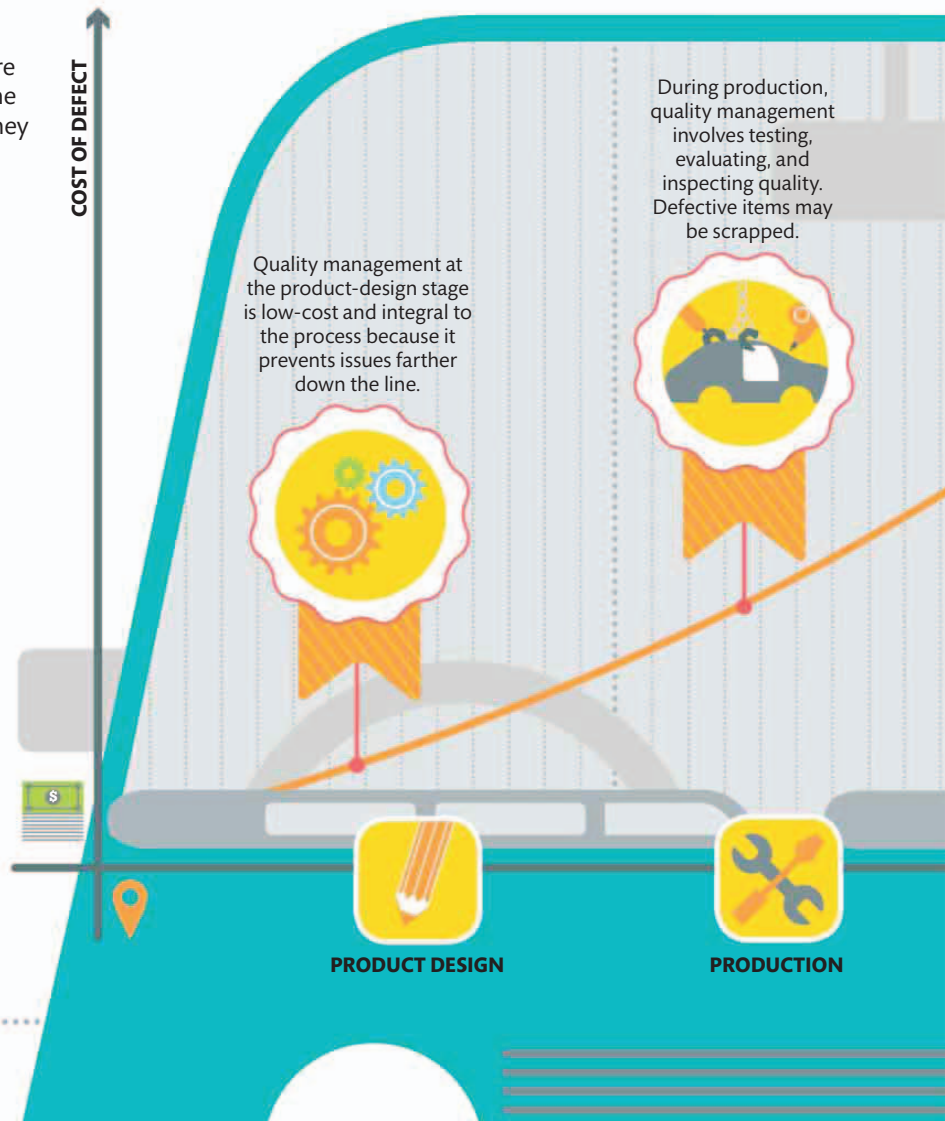 COST OF DEFECT
During production,
quality management
involves testing,
evaluating, and
inspecting quality.
Defective items may
be scrapped.
Quality management at
the product-design stage
is low-cost and integral to
the process because it
prevents issues farther
down the line.
$
PRODUCT DESIGN
PRODUCTION